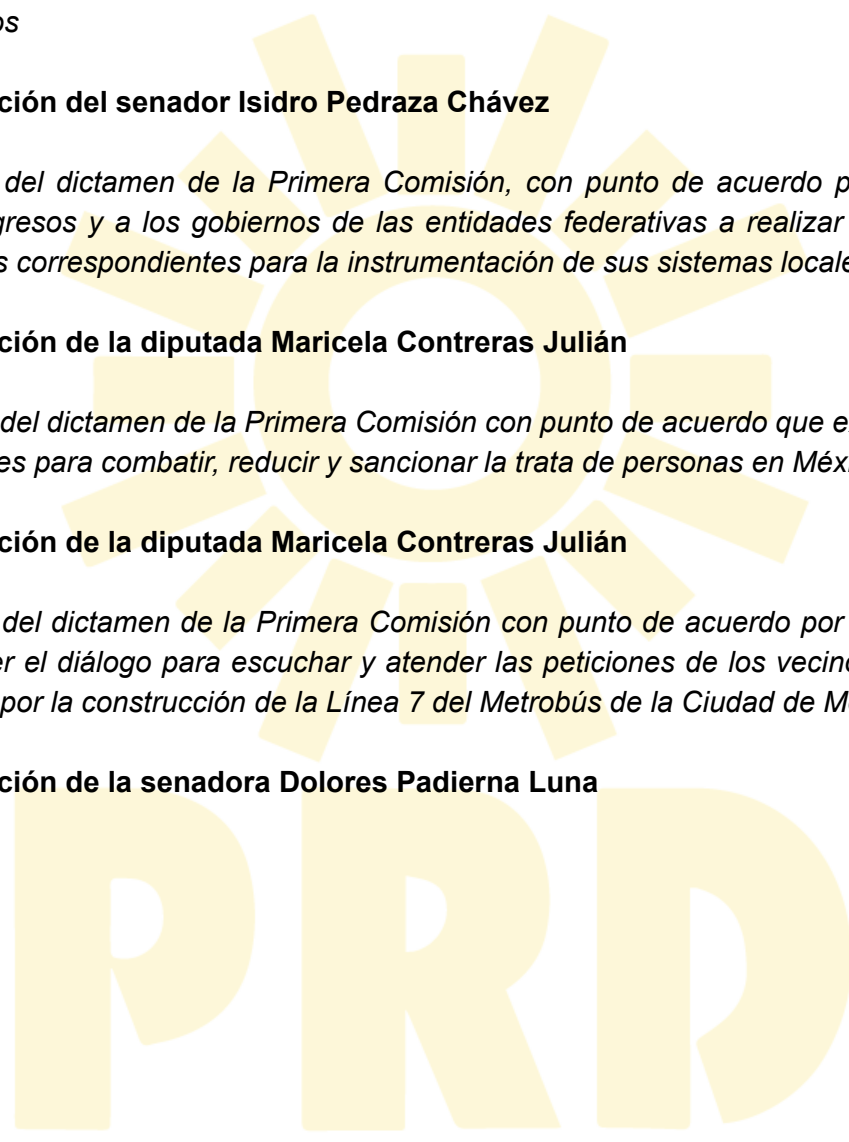 os
ción del senador Isidro Pedraza Chávez
del dictamen de la Primera Comisión, con punto de acuerdo p
gresos y a los gobiernos de las entidades federativas a realizar
s correspondientes para la instrumentación de sus sistemas locale
ción de la diputada Maricela Contreras Julián
del dictamen de la Primera Comisión con punto de acuerdo que e
es para combatir, reducir y sancionar la trata de personas en Méxi
ción de la diputada Maricela Contreras Julián
del dictamen de la Primera Comisión con punto de acuerdo por
er el diálogo para escuchar y atender las peticiones de los vecino
por la construcción de la Línea 7 del Metrobús de la Ciudad de M
ción de la senadora Dolores Padierna Luna
PRD